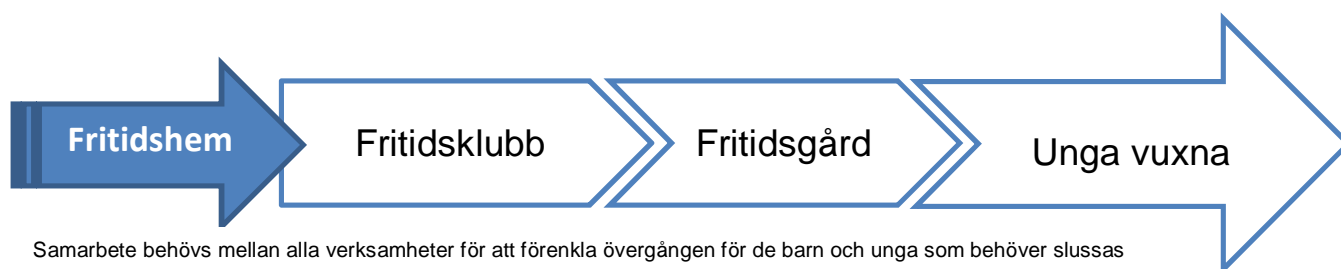 Fritidshem
Fritidsklubb
Fritidsgård
Unga vuxna
Samarbete behövs mellan alla verksamheter för att förenkla övergången för de barn och unga som behöver slussas